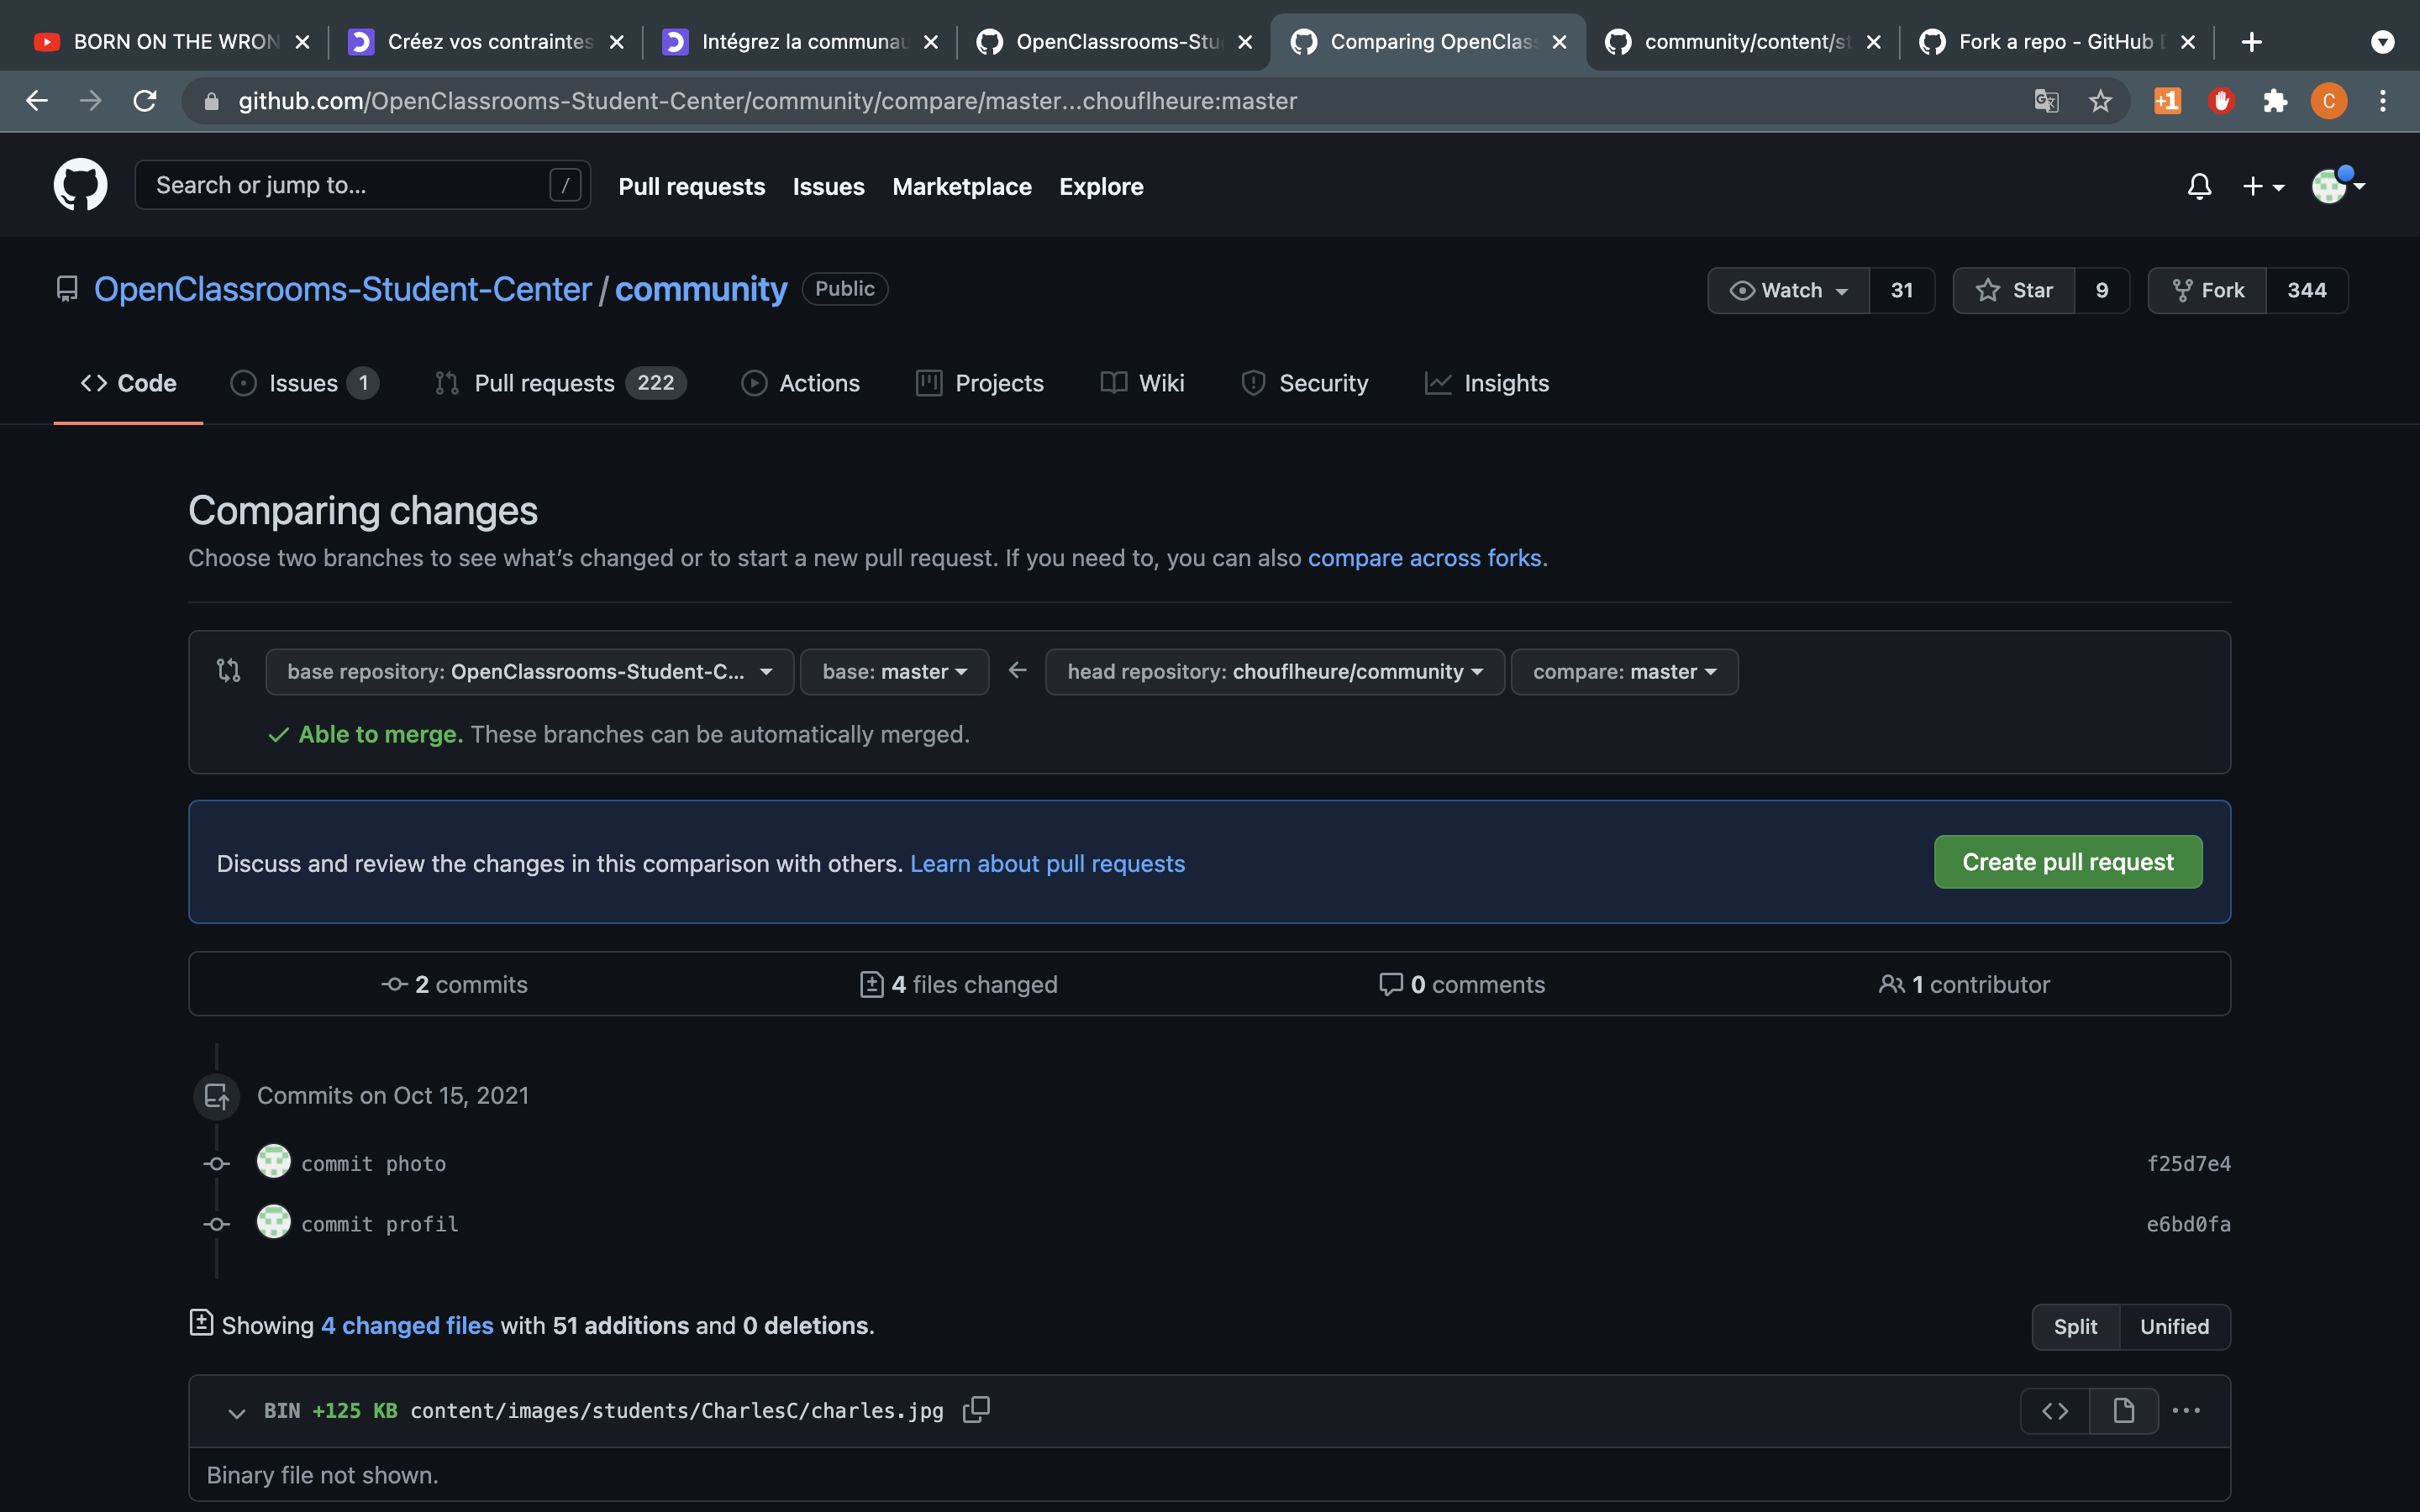 BORN ON THE WRON
Créez vos contraintes
Intégrez la communau
OpenClassrooms-Stu
Comparing OpenClas
community/content/st
Fork a repo - GitHub
github.com/OpenClassrooms-Student-Center/community/compare/master...chouflheure:master
+1
C
Search or jump to...
/
Pull requests
Issues
Marketplace
Explore
OpenClassrooms-Student-Center / community Public
Watch 31
Star 9
Fork 344
Code
Issues 1
Pull requests 222
Actions
Projects
Wiki
Security
Insights
Comparing changes
Choose two branches to see what’s changed or to start a new pull request. If you need to, you can also compare across forks.
base repository: OpenClassrooms-Student-C...
base: master
head repository: chouflheure/community
compare: master
Able to merge. These branches can be automatically merged.
Discuss and review the changes in this comparison with others. Learn about pull requests
Create pull request
2 commits
4 files changed
0 comments
1 contributor
Commits on Oct 15, 2021
commit photo
f25d7e4
commit profil
e6bd0fa
Showing 4 changed files with 51 additions and 0 deletions.
Split
Unified
BIN +125 KB content/images/students/CharlesC/charles.jpg
Binary file not shown.